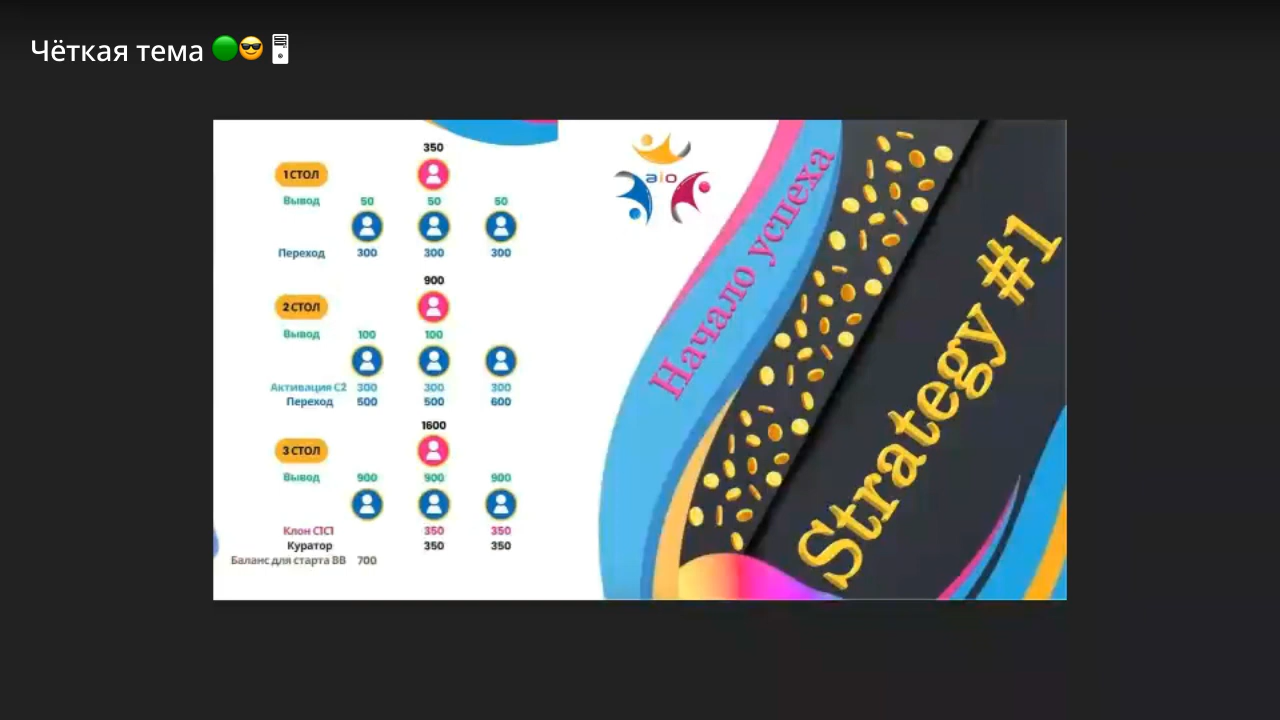 Чёткая тема 🟢😎🖥
350
1 СТОЛ
Вывод 50 50 50
Переход 300 300 300
900
2 СТОЛ
Вывод 100 100
Активация С2 300 300 300
Переход 500 500 600
1600
3 СТОЛ
Вывод 900 900 900
Клон С1С1 350 350
Куратор 350 350
Баланс для старта ВВ 700
aio
Начало успеха
Strategy #1